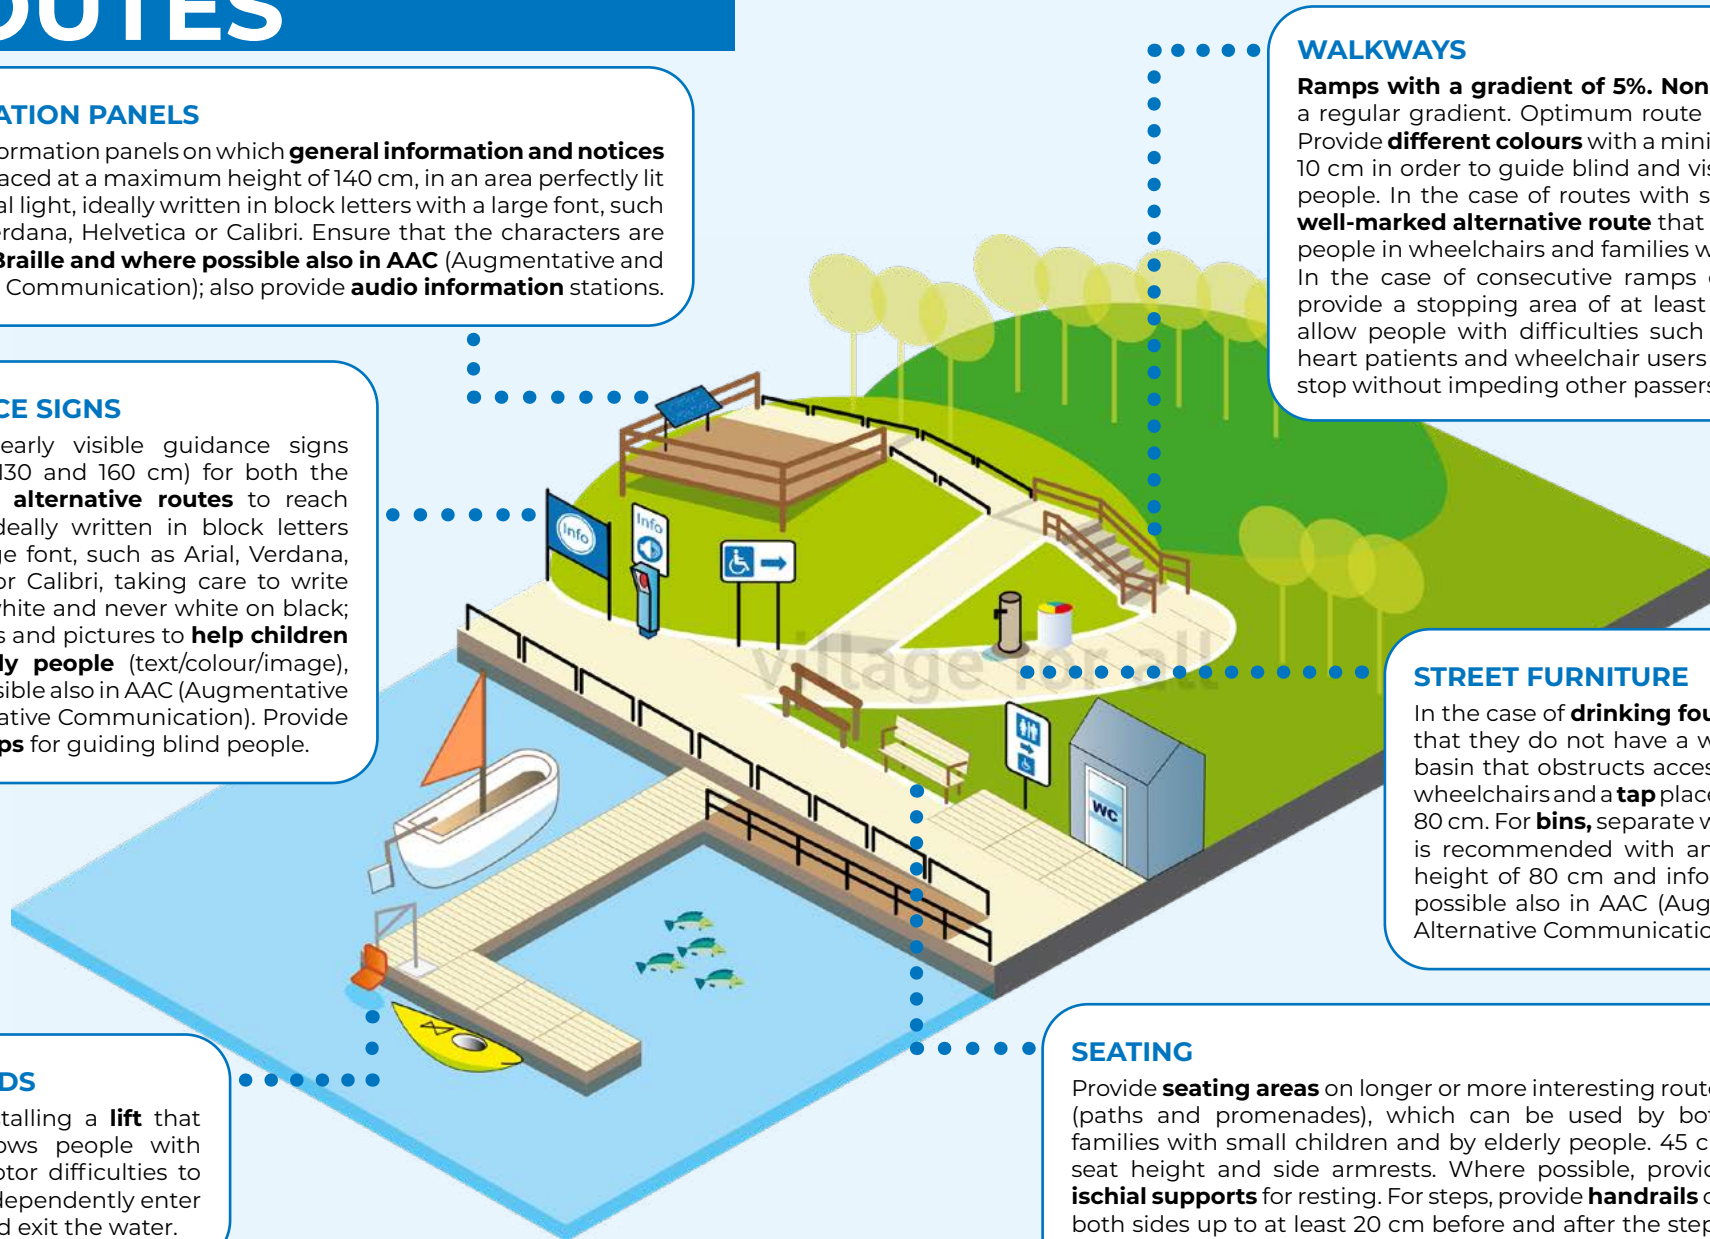 OUTES
ATION PANELS
ormation panels on which general information and notices
aced at a maximum height of 140 cm, in an area perfectly lit
al light, ideally written in block letters with a large font, such
erdana, Helvetica or Calibri. Ensure that the characters are
Braille and where possible also in AAC (Augmentative and
Communication); also provide audio information stations.
CE SIGNS
early visible guidance signs
130 and 160 cm) for both the
alternative routes to reach
deally written in block letters
ge font, such as Arial, Verdana,
or Calibri, taking care to write
white and never white on black;
s and pictures to help children
ly people (text/colour/image),
sible also in AAC (Augmentative
ative Communication). Provide
ps for guiding blind people.
DS
stalling a lift that
ows people with
otor difficulties to
dependently enter
d exit the water.
WALKWAYS
Ramps with a gradient of 5%. Non
a regular gradient. Optimum route
Provide different colours with a mini
10 cm in order to guide blind and vis
people. In the case of routes with s
well-marked alternative route that
people in wheelchairs and families w
In the case of consecutive ramps
provide a stopping area of at least
allow people with difficulties such
heart patients and wheelchair users
stop without impeding other passers
STREET FURNITURE
In the case of drinking fou
that they do not have a w
basin that obstructs acces
wheelchairs and a tap place
80 cm. For bins, separate w
is recommended with an
height of 80 cm and info
possible also in AAC (Aug
Alternative Communicatio
SEATING
Provide seating areas on longer or more interesting route
(paths and promenades), which can be used by bot
families with small children and by elderly people. 45 c
seat height and side armrests. Where possible, provid
ischial supports for resting. For steps, provide handrails o
both sides up to at least 20 cm before and after the step
Info
Info
WC
village for all